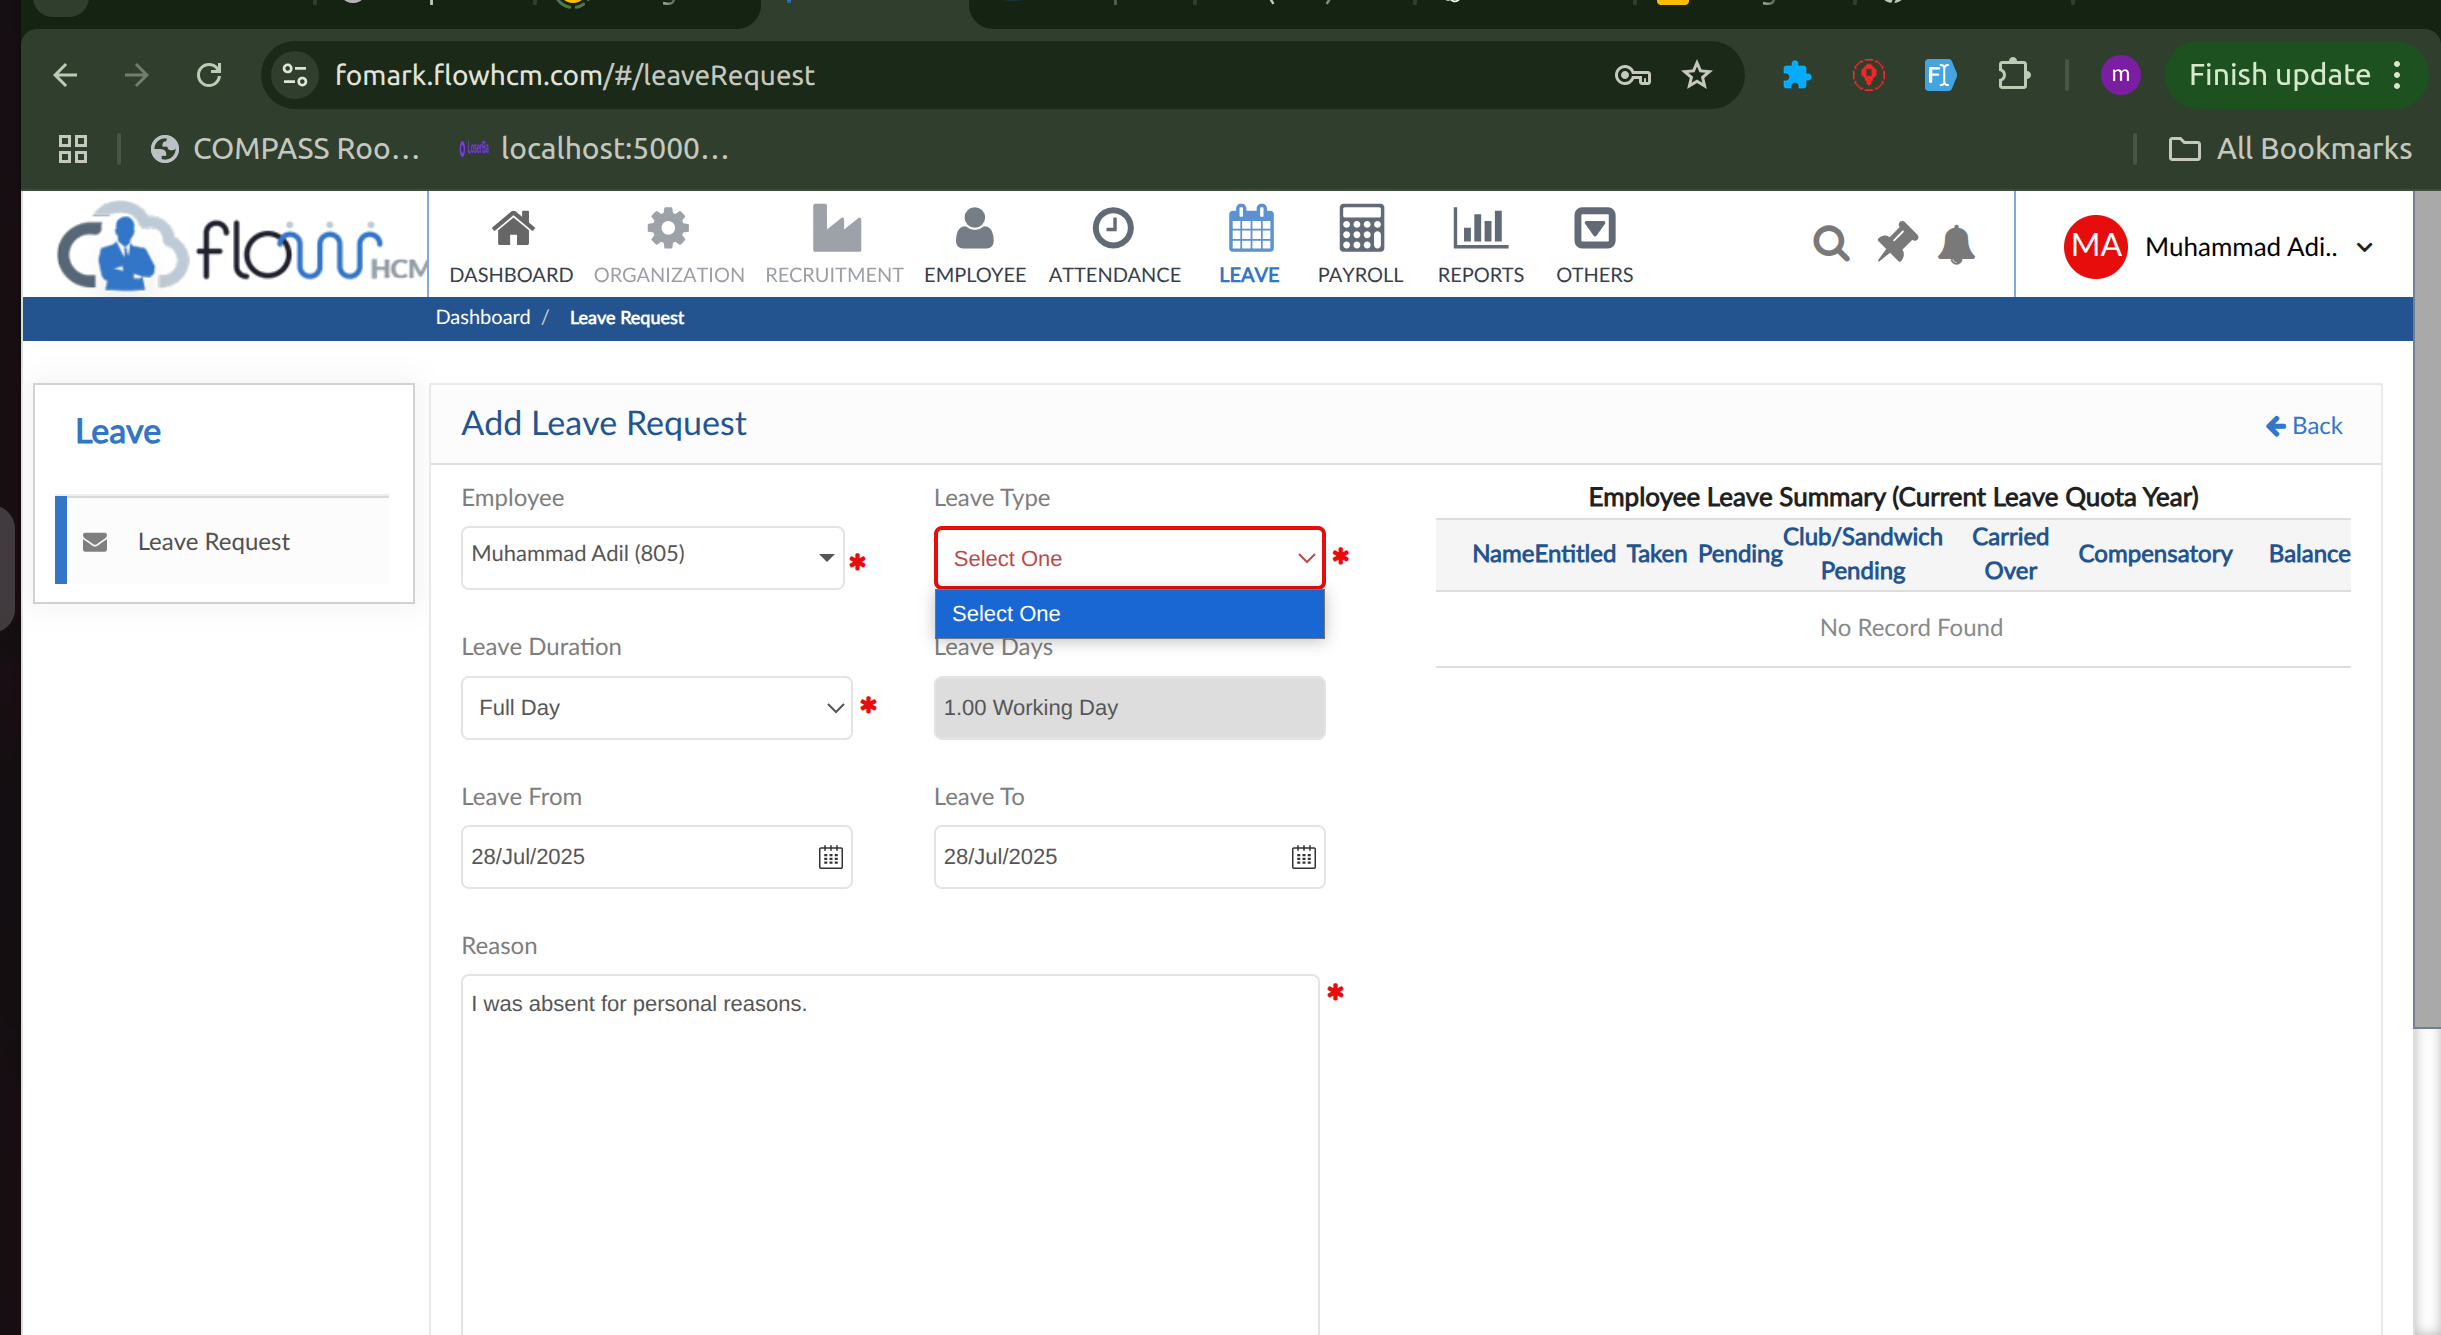 fomark.flowhcm.com/#/leaveRequest
m
Finish update
COMPASS Roo...
localhost:5000...
All Bookmarks
flowHCM
DASHBOARD
ORGANIZATION
RECRUITMENT
EMPLOYEE
ATTENDANCE
LEAVE
PAYROLL
REPORTS
OTHERS
MA
Muhammad Adi..
Dashboard / Leave Request
Leave
Leave Request
Add Leave Request
Back
Employee
Muhammad Adil (805) *
Leave Type
Select One *
Select One
Leave Duration
Full Day *
Leave Days
1.00 Working Day
Leave From
28/Jul/2025
Leave To
28/Jul/2025
Reason
I was absent for personal reasons. *
Employee Leave Summary (Current Leave Quota Year)
Name Entitled Taken Pending Club/Sandwich Pending Carried Over Compensatory Balance
No Record Found